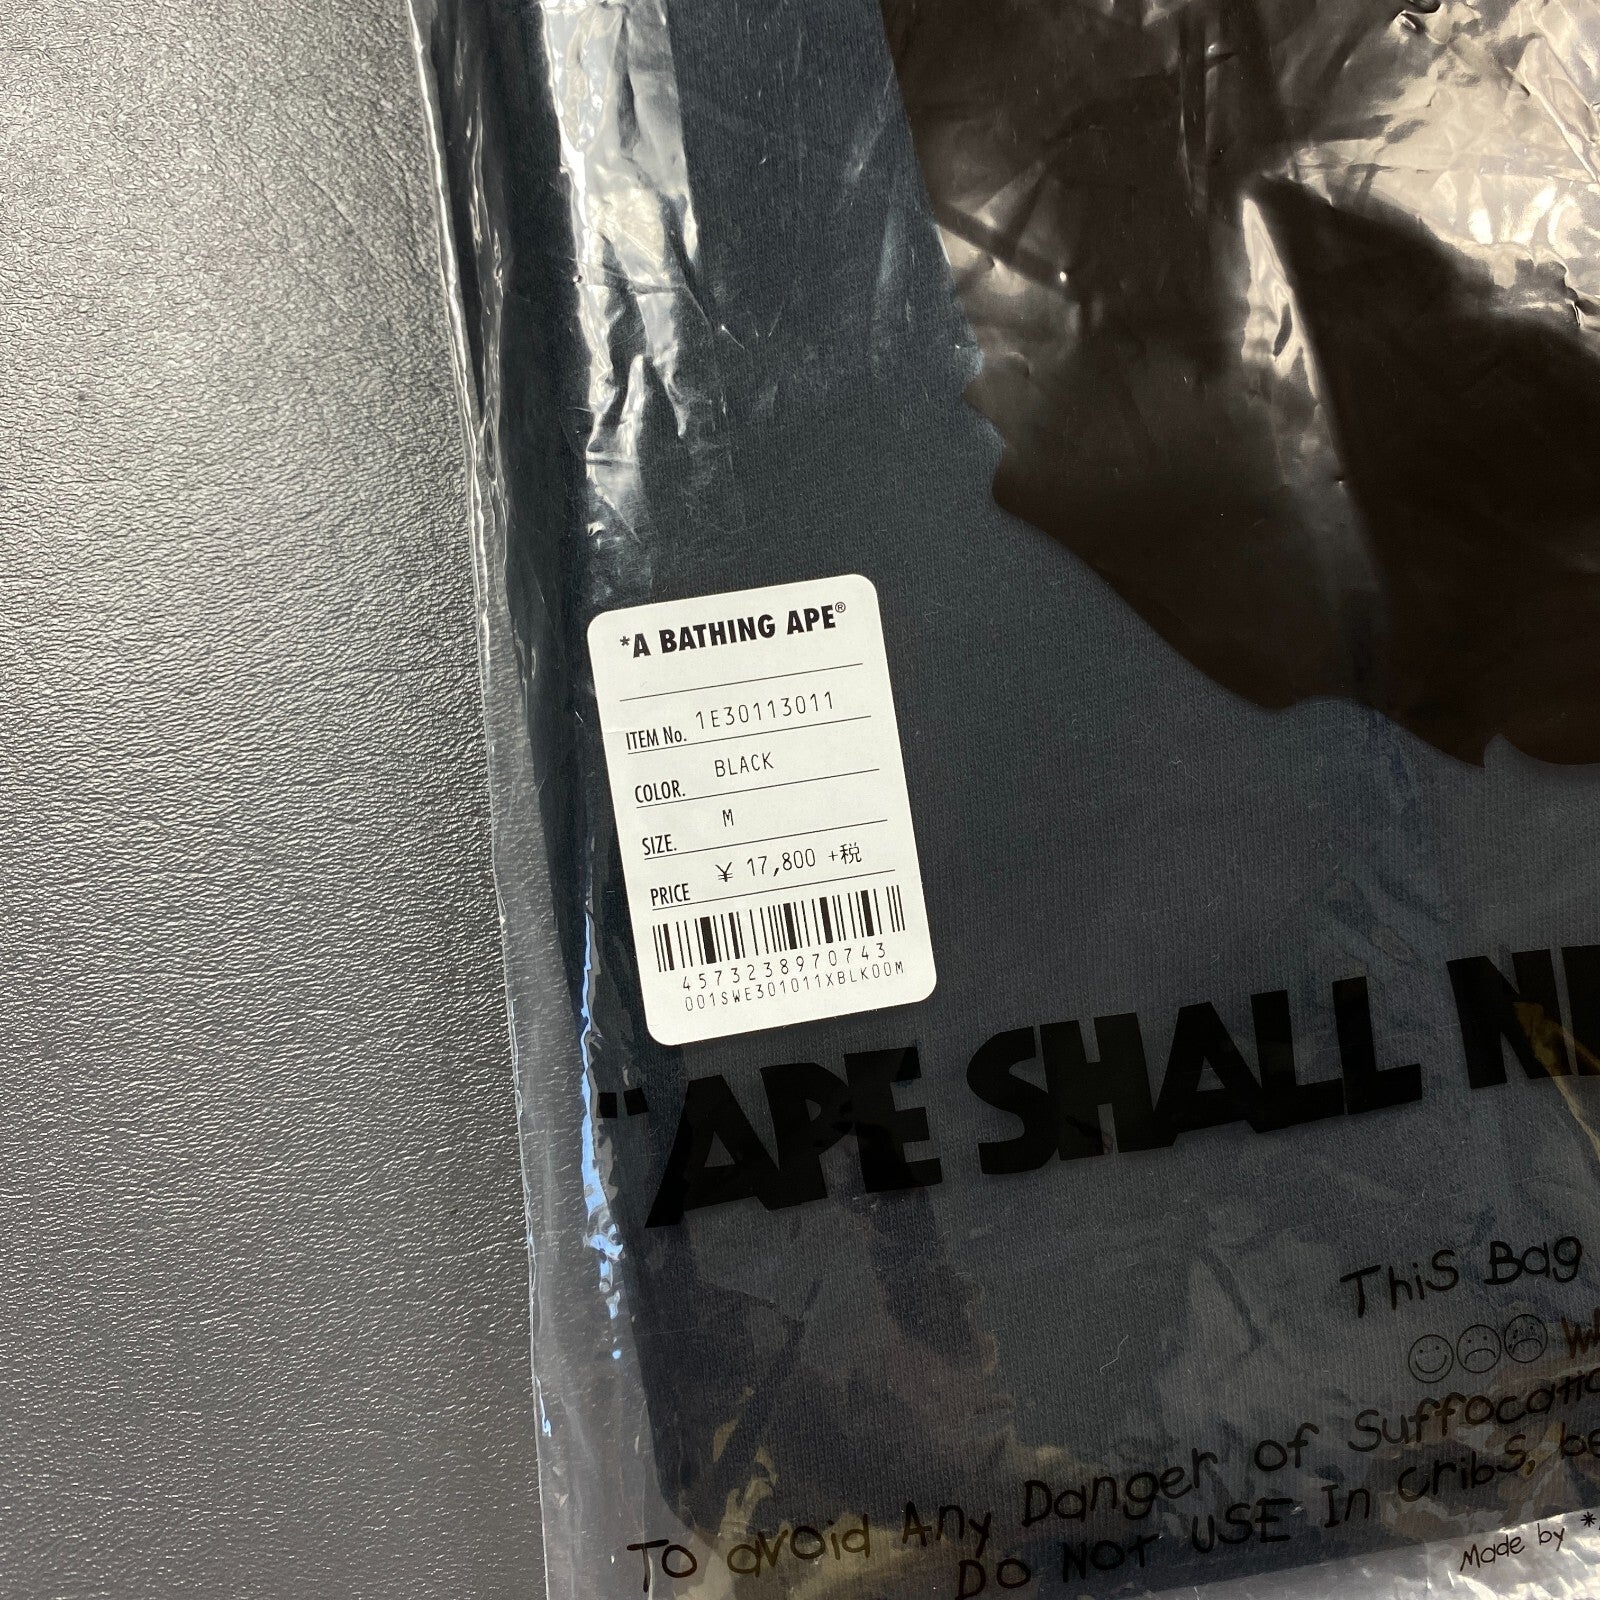 *A BATHING APE®
ITEM No. 1E30113011
COLOR. BLACK
SIZE. M
PRICE ¥ 17,800 +税
4573238970743
001SWE301011XBLK00M
"APE SHALL
This Bag
To avoid Any Danger of Suffocatio
DO NOT USE In cribs, be
Made by *